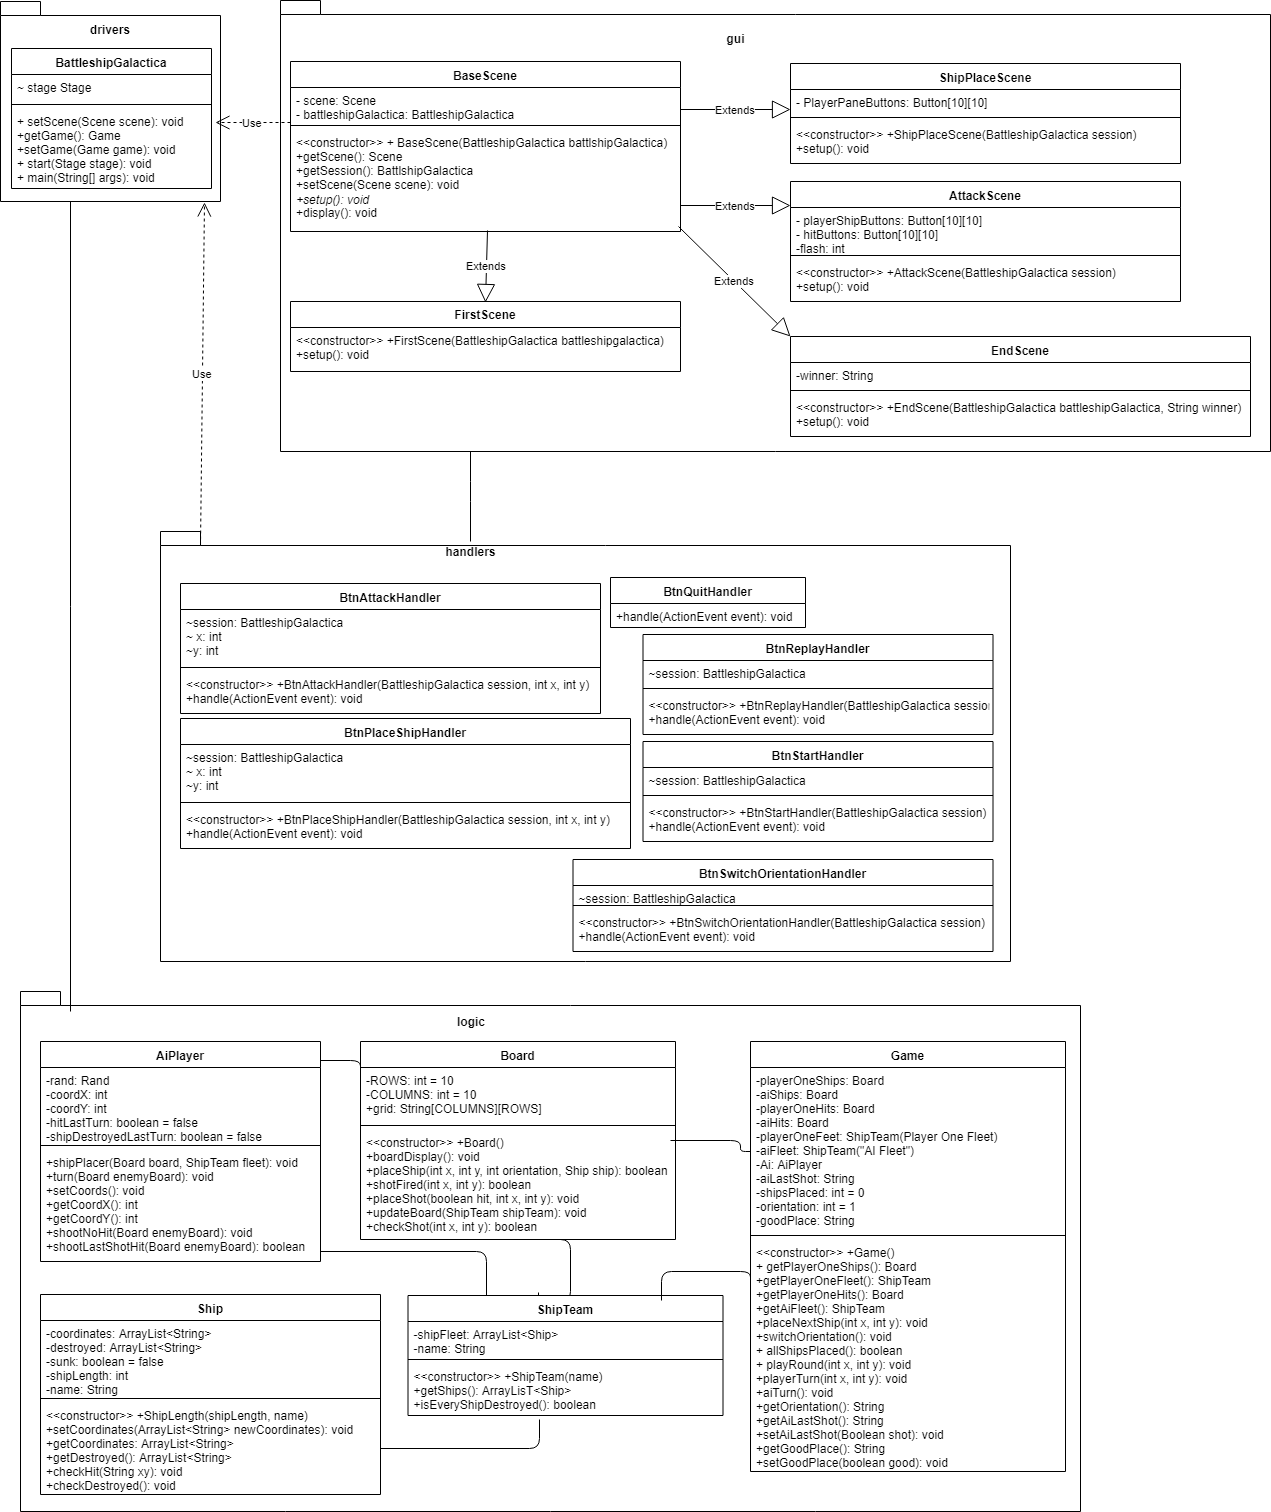 drivers
BattleshipGalactica
~ stage Stage
+ setScene(Scene scene): void
+getGame(): Game
+setGame(Game game): void
+ start(Stage stage): void
+ main(String[] args): void
Use
Use
gui
BaseScene
- scene: Scene
- battleshipGalactica: BattleshipGalactica
<<constructor>> + BaseScene(BattleshipGalactica battlshipGalactica)
+getScene(): Scene
+getSession(): BattlshipGalactica
+setScene(Scene scene): void
+setup(): void
+display(): void
Extends
Extends
Extends
Extends
ShipPlaceScene
- PlayerPaneButtons: Button[10][10]
<<constructor>> +ShipPlaceScene(BattleshipGalactica session)
+setup(): void
AttackScene
- playerShipButtons: Button[10][10]
- hitButtons: Button[10][10]
-flash: int
<<constructor>> +AttackScene(BattleshipGalactica session)
+setup(): void
FirstScene
<<constructor>> +FirstScene(BattleshipGalactica battleshipgalactica)
+setup(): void
EndScene
-winner: String
<<constructor>> +EndScene(BattleshipGalactica battleshipGalactica, String winner)
+setup(): void
handlers
BtnAttackHandler
~session: BattleshipGalactica
~ x: int
~y: int
<<constructor>> +BtnAttackHandler(BattleshipGalactica session, int x, int y)
+handle(ActionEvent event): void
BtnQuitHandler
+handle(ActionEvent event): void
BtnReplayHandler
~session: BattleshipGalactica
<<constructor>> +BtnReplayHandler(BattleshipGalactica sessio
+handle(ActionEvent event): void
BtnPlaceShipHandler
~session: BattleshipGalactica
~ x: int
~y: int
<<constructor>> +BtnPlaceShipHandler(BattleshipGalactica session, int x, int y)
+handle(ActionEvent event): void
BtnStartHandler
~session: BattleshipGalactica
<<constructor>> +BtnStartHandler(BattleshipGalactica session)
+handle(ActionEvent event): void
BtnSwitchOrientationHandler
~session: BattleshipGalactica
<<constructor>> +BtnSwitchOrientationHandler(BattleshipGalactica session)
+handle(ActionEvent event): void
logic
AiPlayer
-rand: Rand
-coordX: int
-coordY: int
-hitLastTurn: boolean = false
-shipDestroyedLastTurn: boolean = false
+shipPlacer(Board board, ShipTeam fleet): void
+turn(Board enemyBoard): void
+setCoords(): void
+getCoordX(): int
+getCoordY(): int
+shootNoHit(Board enemyBoard): void
+shootLastShotHit(Board enemyBoard): boolean
Board
-ROWS: int = 10
-COLUMNS: int = 10
+grid: String[COLUMNS][ROWS]
<<constructor>> +Board()
+boardDisplay(): void
+placeShip(int x, int y, int orientation, Ship ship): boolean
+shotFired(int x, int y): boolean
+placeShot(boolean hit, int x, int y): void
+updateBoard(ShipTeam shipTeam): void
+checkShot(int x, int y): boolean
Game
-playerOneShips: Board
-aiShips: Board
-playerOneHits: Board
-aiHits: Board
-playerOneFeet: ShipTeam(Player One Fleet)
-aiFleet: ShipTeam("AI Fleet")
-Ai: AiPlayer
-aiLastShot: String
-shipsPlaced: int = 0
-orientation: int = 1
-goodPlace: String
<<constructor>> +Game()
+ getPlayerOneShips(): Board
+getPlayerOneFleet(): ShipTeam
+getPlayerOneHits(): Board
+getAiFleet(): ShipTeam
+placeNextShip(int x, int y): void
+switchOrientation(): void
+ allShipsPlaced(): boolean
+ playRound(int x, int y): void
+playerTurn(int x, int y): void
+aiTurn(): void
+getOrientation(): String
+getAiLastShot(): String
+setAiLastShot(Boolean shot): void
+getGoodPlace(): String
+setGoodPlace(boolean good): void
Ship
-coordinates: ArrayList<String>
-destroyed: ArrayList<String>
-sunk: boolean = false
-shipLength: int
-name: String
<<constructor>> +ShipLength(shipLength, name)
+setCoordinates(ArrayList<String> newCoordinates): void
+getCoordinates: ArrayList<String>
+getDestroyed(): ArrayList<String>
+checkHit(String xy): void
+checkDestroyed(): void
ShipTeam
-shipFleet: ArrayList<Ship>
-name: String
<<constructor>> +ShipTeam(name)
+getShips(): ArrayLisT<Ship>
+isEveryShipDestroyed(): boolean